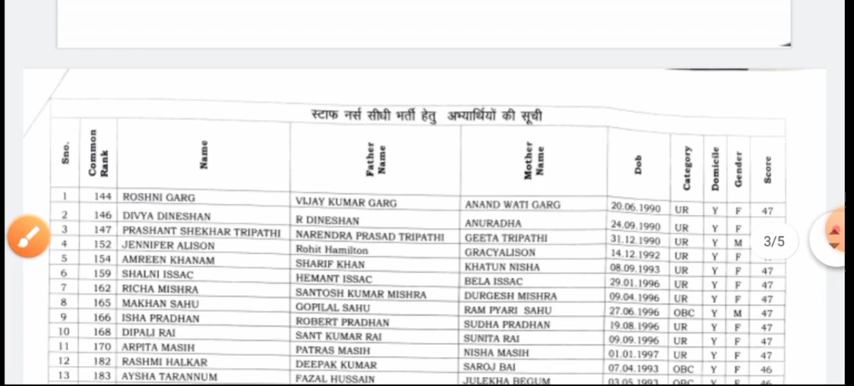 स्टाफ नर्स सीधी भर्ती हेतु अभ्यार्थियों की सूची
Sno. Common Rank Name Father Name Mother Name Dob Category Domicile Gender Score
1 144 ROSHNI GARG VIJAY KUMAR GARG ANAND WATI GARG 20.06.1990 UR Y F 47
2 146 DIVYA DINESHAN R DINESHAN ANURADHA 24.09.1990 UR Y F
3 147 PRASHANT SHEKHAR TRIPATHI NARENDRA PRASAD TRIPATHI GEETA TRIPATHI 31.12.1990 UR Y M
3/5
4 152 JENNIFER ALISON Rohit Hamilton GRACYALISON 14.12.1992 UR Y F
5 154 AMREEN KHANAM SHARIF KHAN KHATUN NISHA 08.09.1993 UR Y F 47
6 159 SHALNI ISSAC HEMANT ISSAC BELA ISSAC 29.01.1996 UR Y F 47
7 162 RICHA MISHRA SANTOSH KUMAR MISHRA DURGESH MISHRA 09.04.1996 UR Y F 47
8 165 MAKHAN SAHU GOPILAL SAHU RAM PYARI SAHU 27.06.1996 OBC Y M 47
9 166 ISHA PRADHAN ROBERT PRADHAN SUDHA PRADHAN 19.08.1996 UR Y F 47
10 168 DIPALI RAI SANT KUMAR RAI SUNITA RAI 09.09.1996 UR Y F 47
11 170 ARPITA MASIH PATRAS MASIH NISHA MASIH 01.01.1997 UR Y F 47
12 182 RASHMI HALKAR DEEPAK KUMAR SAROJ BAI 07.04.1993 OBC Y F 46
13 183 AYSHA TARANNUM FAZAL HUSSAIN JULEKHA BEGUM 03.05.1993 OBC Y F 46